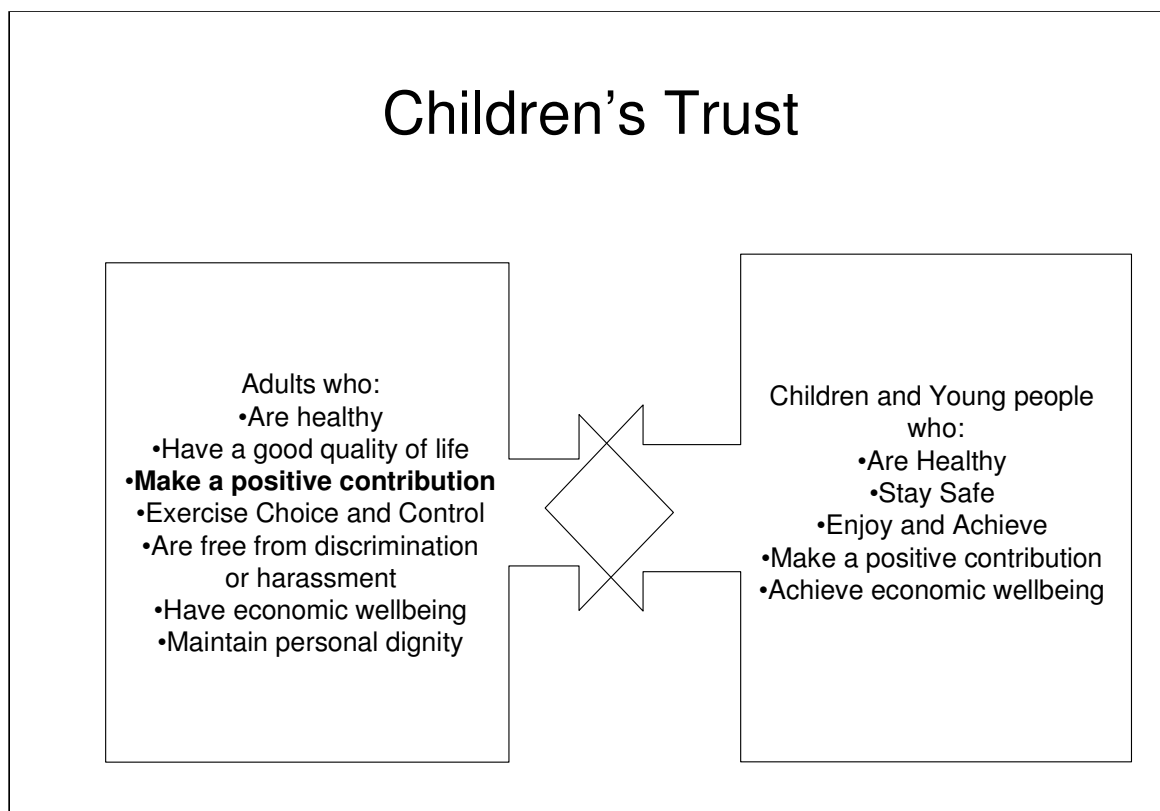 Children’s Trust
Adults who:
•Are healthy
•Have a good quality of life
•Make a positive contribution
•Exercise Choice and Control
•Are free from discrimination
or harassment
•Have economic wellbeing
•Maintain personal dignity
Children and Young people
who:
•Are Healthy
•Stay Safe
•Enjoy and Achieve
•Make a positive contribution
•Achieve economic wellbeing